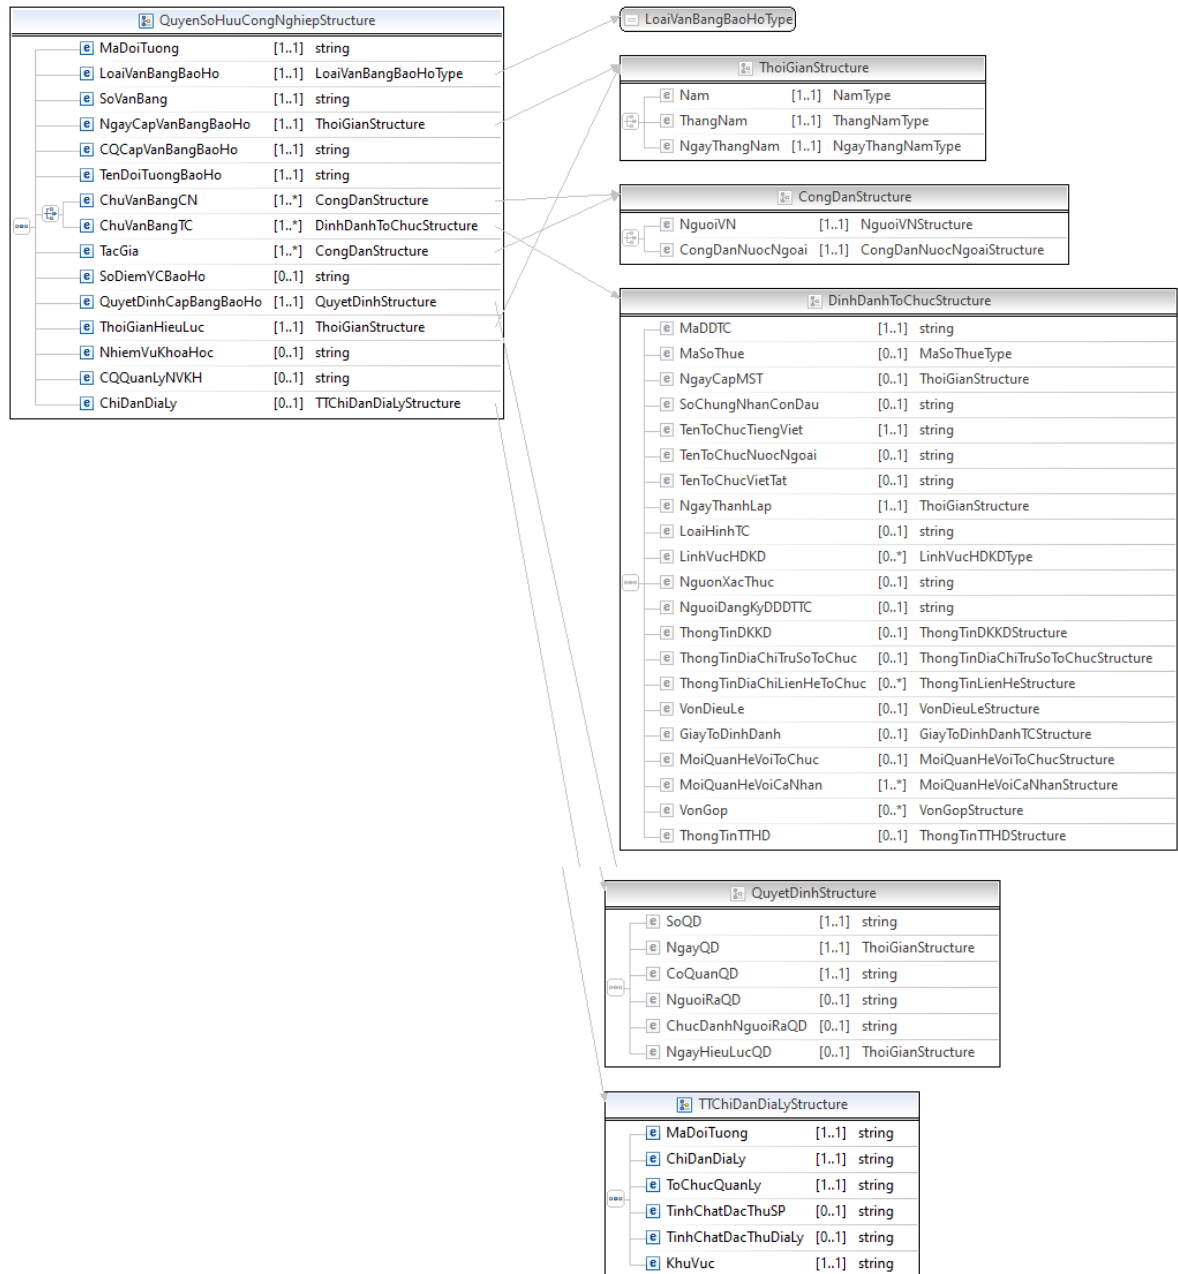 QuyenSoHuuCongNghiepStructure
MaDoiTuong [1..1] string
LoaiVanBangBaoHo [1..1] LoaiVanBangBaoHoType
SoVanBang [1..1] string
NgayCapVanBangBaoHo [1..1] ThoiGianStructure
CQCapVanBangBaoHo [1..1] string
TenDoiTuongBaoHo [1..1] string
ChuVanBangCN [1..*] CongDanStructure
ChuVanBangTC [1..*] DinhDanhToChucStructure
TacGia [1..*] CongDanStructure
SoDiemYCBaoHo [0..1] string
QuyetDinhCapBangBaoHo [1..1] QuyetDinhStructure
ThoiGianHieuLuc [1..1] ThoiGianStructure
NhiemVuKhoaHoc [0..1] string
CQQuanLyNVKH [0..1] string
ChiDanDiaLy [0..1] TTChiDanDiaLyStructure
LoaiVanBangBaoHoType
ThoiGianStructure
Nam [1..1] NamType
ThangNam [1..1] ThangNamType
NgayThangNam [1..1] NgayThangNamType
CongDanStructure
NguoiVN [1..1] NguoiVNStructure
CongDanNuocNgoai [1..1] CongDanNuocNgoaiStructure
DinhDanhToChucStructure
MaDDTC [1..1] string
MaSoThue [0..1] MaSoThueType
NgayCapMST [0..1] ThoiGianStructure
SoChungNhanConDau [0..1] string
TenToChucTiengViet [1..1] string
TenToChucNuocNgoai [0..1] string
TenToChucVietTat [0..1] string
NgayThanhLap [1..1] ThoiGianStructure
LoaiHinhTC [0..1] string
LinhVucHDKD [0..*] LinhVucHDKDType
NguonXacThuc [0..1] string
NguoiDangKyDDDTTC [0..1] string
ThongTinDKKD [0..1] ThongTinDKKDStructure
ThongTinDiaChiTruSoToChuc [0..1] ThongTinDiaChiTruSoToChucStructure
ThongTinDiaChiLienHeToChuc [0..*] ThongTinLienHeStructure
VonDieuLe [0..1] VonDieuLeStructure
GiayToDinhDanh [0..1] GiayToDinhDanhTCStructure
MoiQuanHeVoiToChuc [0..1] MoiQuanHeVoiToChucStructure
MoiQuanHeVoiCaNhan [1..*] MoiQuanHeVoiCaNhanStructure
VonGop [0..*] VonGopStructure
ThongTinTTHD [0..1] ThongTinTTHDStructure
QuyetDinhStructure
SoQD [1..1] string
NgayQD [1..1] ThoiGianStructure
CoQuanQD [1..1] string
NguoiRaQD [0..1] string
ChucDanhNguoiRaQD [0..1] string
NgayHieuLucQD [0..1] ThoiGianStructure
TTChiDanDiaLyStructure
MaDoiTuong [1..1] string
ChiDanDiaLy [1..1] string
ToChucQuanLy [1..1] string
TinhChatDacThuSP [0..1] string
TinhChatDacThuDiaLy [0..1] string
KhuVuc [1..1] string